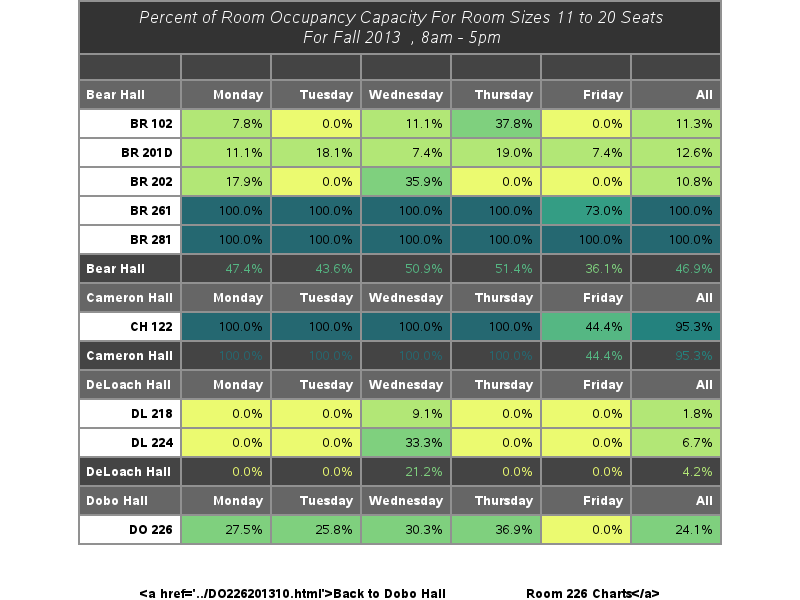 Percent of Room Occupancy Capacity For Room Sizes 11 to 20 Seats
For Fall 2013 , 8am - 5pm
Bear Hall Monday Tuesday Wednesday Thursday Friday All
BR 102 7.8% 0.0% 11.1% 37.8% 0.0% 11.3%
BR 201D 11.1% 18.1% 7.4% 19.0% 7.4% 12.6%
BR 202 17.9% 0.0% 35.9% 0.0% 0.0% 10.8%
BR 261 100.0% 100.0% 100.0% 100.0% 73.0% 100.0%
BR 281 100.0% 100.0% 100.0% 100.0% 100.0% 100.0%
Bear Hall 47.4% 43.6% 50.9% 51.4% 36.1% 46.9%
Cameron Hall Monday Tuesday Wednesday Thursday Friday All
CH 122 100.0% 100.0% 100.0% 100.0% 44.4% 95.3%
Cameron Hall 100.0% 100.0% 100.0% 100.0% 44.4% 95.3%
DeLoach Hall Monday Tuesday Wednesday Thursday Friday All
DL 218 0.0% 0.0% 9.1% 0.0% 0.0% 1.8%
DL 224 0.0% 0.0% 33.3% 0.0% 0.0% 6.7%
DeLoach Hall 0.0% 0.0% 21.2% 0.0% 0.0% 4.2%
Dobo Hall Monday Tuesday Wednesday Thursday Friday All
DO 226 27.5% 25.8% 30.3% 36.9% 0.0% 24.1%
<a href='../DO226201310.html'>Back to Dobo Hall Room 226 Charts</a>